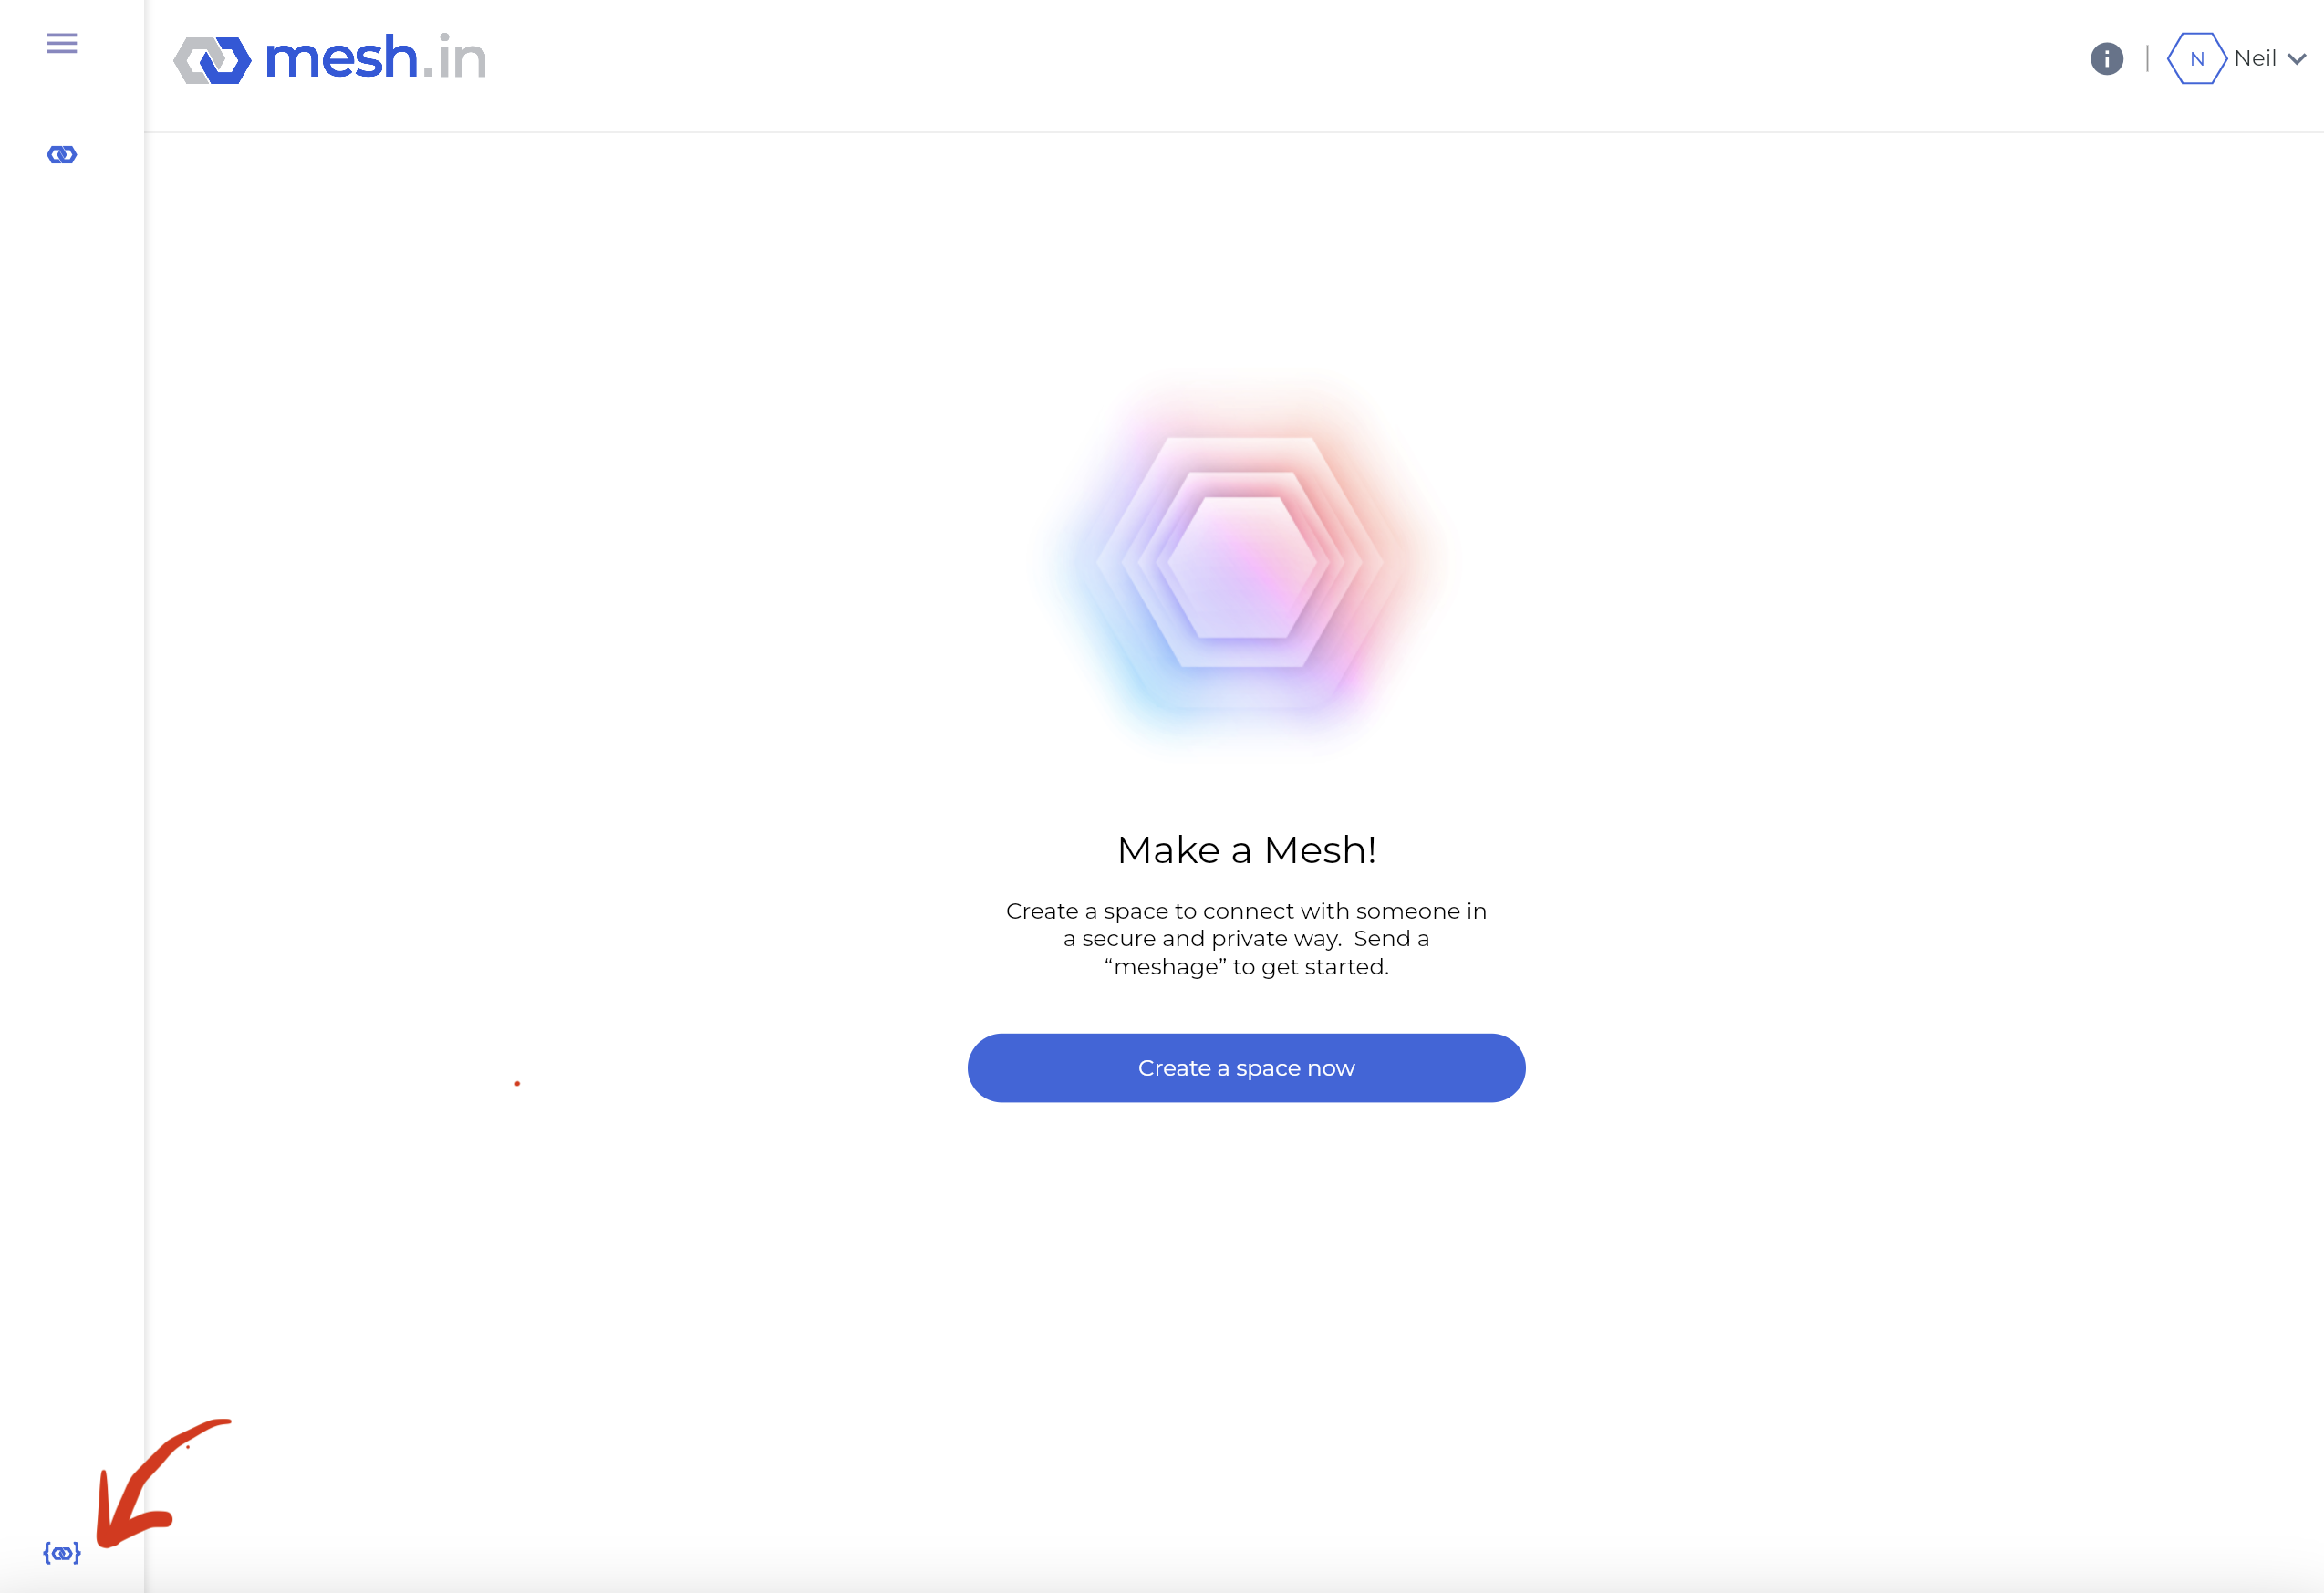 mesh.in
N Neil
Make a Mesh!
Create a space to connect with someone in
a secure and private way.  Send a
“meshage” to get started.
Create a space now